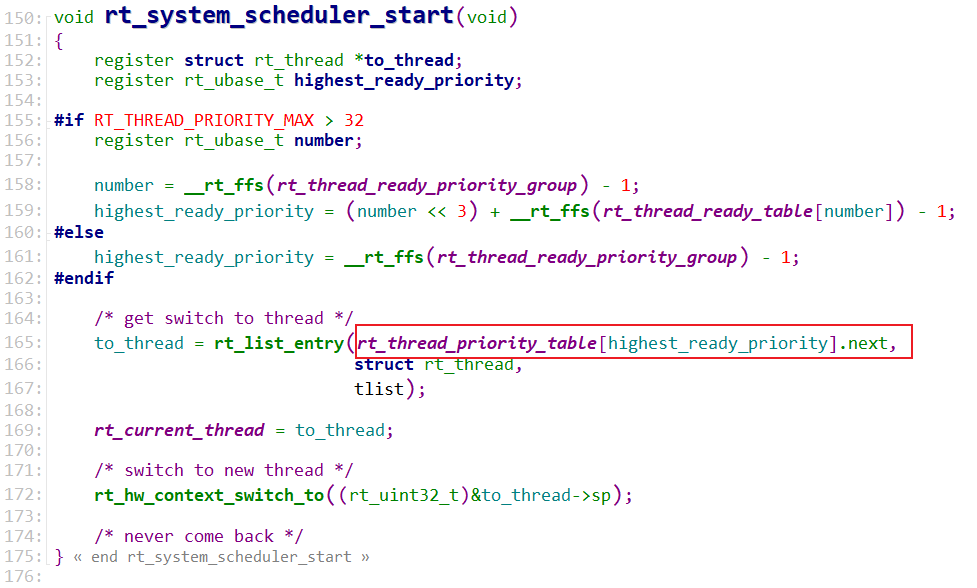 150: void rt_system_scheduler_start(void)
151: {
152:     register struct rt_thread *to_thread;
153:     register rt_ubase_t highest_ready_priority;
154:
155: #if RT_THREAD_PRIORITY_MAX > 32
156:     register rt_ubase_t number;
157:
158:     number = __rt_ffs(rt_thread_ready_priority_group) - 1;
159:     highest_ready_priority = (number << 3) + __rt_ffs(rt_thread_ready_table[number]) - 1;
160: #else
161:     highest_ready_priority = __rt_ffs(rt_thread_ready_priority_group) - 1;
162: #endif
163:
164:     /* get switch to thread */
165:     to_thread = rt_list_entry(rt_thread_priority_table[highest_ready_priority].next,
166:                               struct rt_thread,
167:                               tlist);
168:
169:     rt_current_thread = to_thread;
170:
171:     /* switch to new thread */
172:     rt_hw_context_switch_to((rt_uint32_t)&to_thread->sp);
173:
174:     /* never come back */
175: } « end rt_system_scheduler_start »
176: